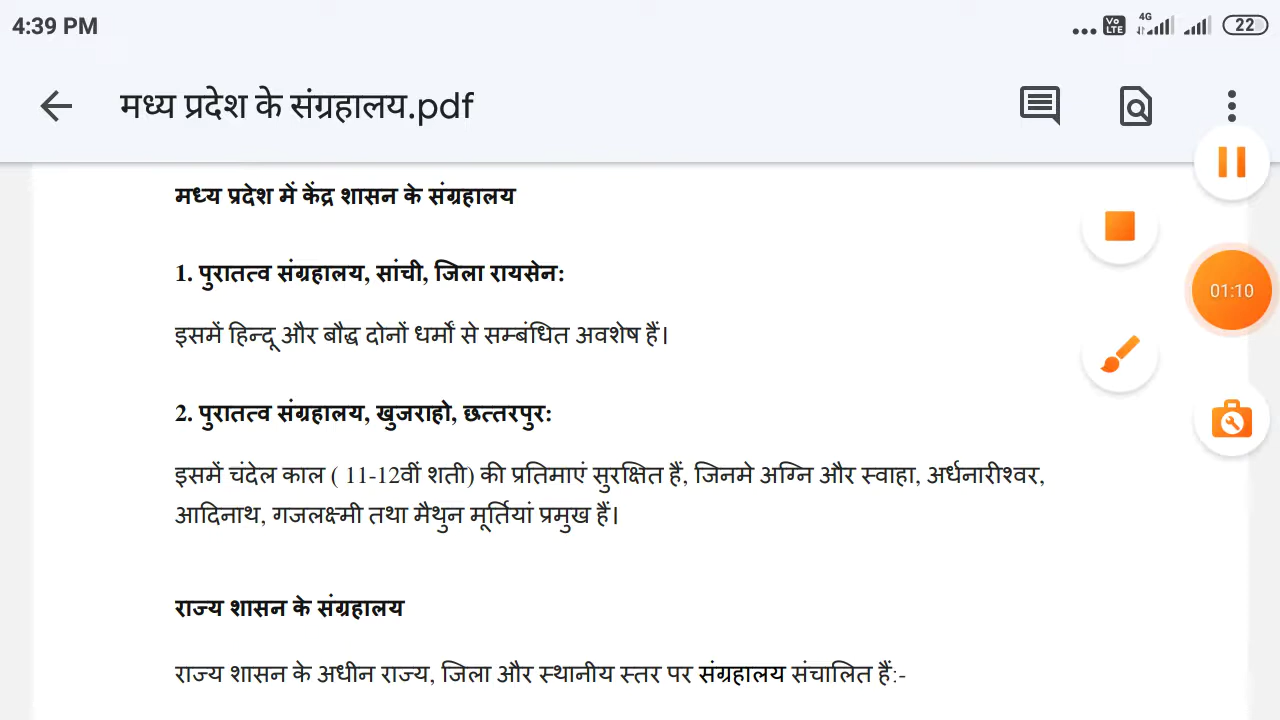 4:39 PM
Vo LTE 4G 22
मध्य प्रदेश के संग्रहालय.pdf
मध्य प्रदेश में केंद्र शासन के संग्रहालय
1. पुरातत्व संग्रहालय, सांची, जिला रायसेन:
01:10
इसमें हिन्दू और बौद्ध दोनों धर्मों से सम्बंधित अवशेष हैं।
2. पुरातत्व संग्रहालय, खुजराहो, छत्तरपुर:
इसमें चंदेल काल ( 11-12वीं शती) की प्रतिमाएं सुरक्षित हैं, जिनमे अग्नि और स्वाहा, अर्धनारीश्वर,
आदिनाथ, गजलक्ष्मी तथा मैथुन मूर्तियां प्रमुख हैं।
राज्य शासन के संग्रहालय
राज्य शासन के अधीन राज्य, जिला और स्थानीय स्तर पर संग्रहालय संचालित हैं:-